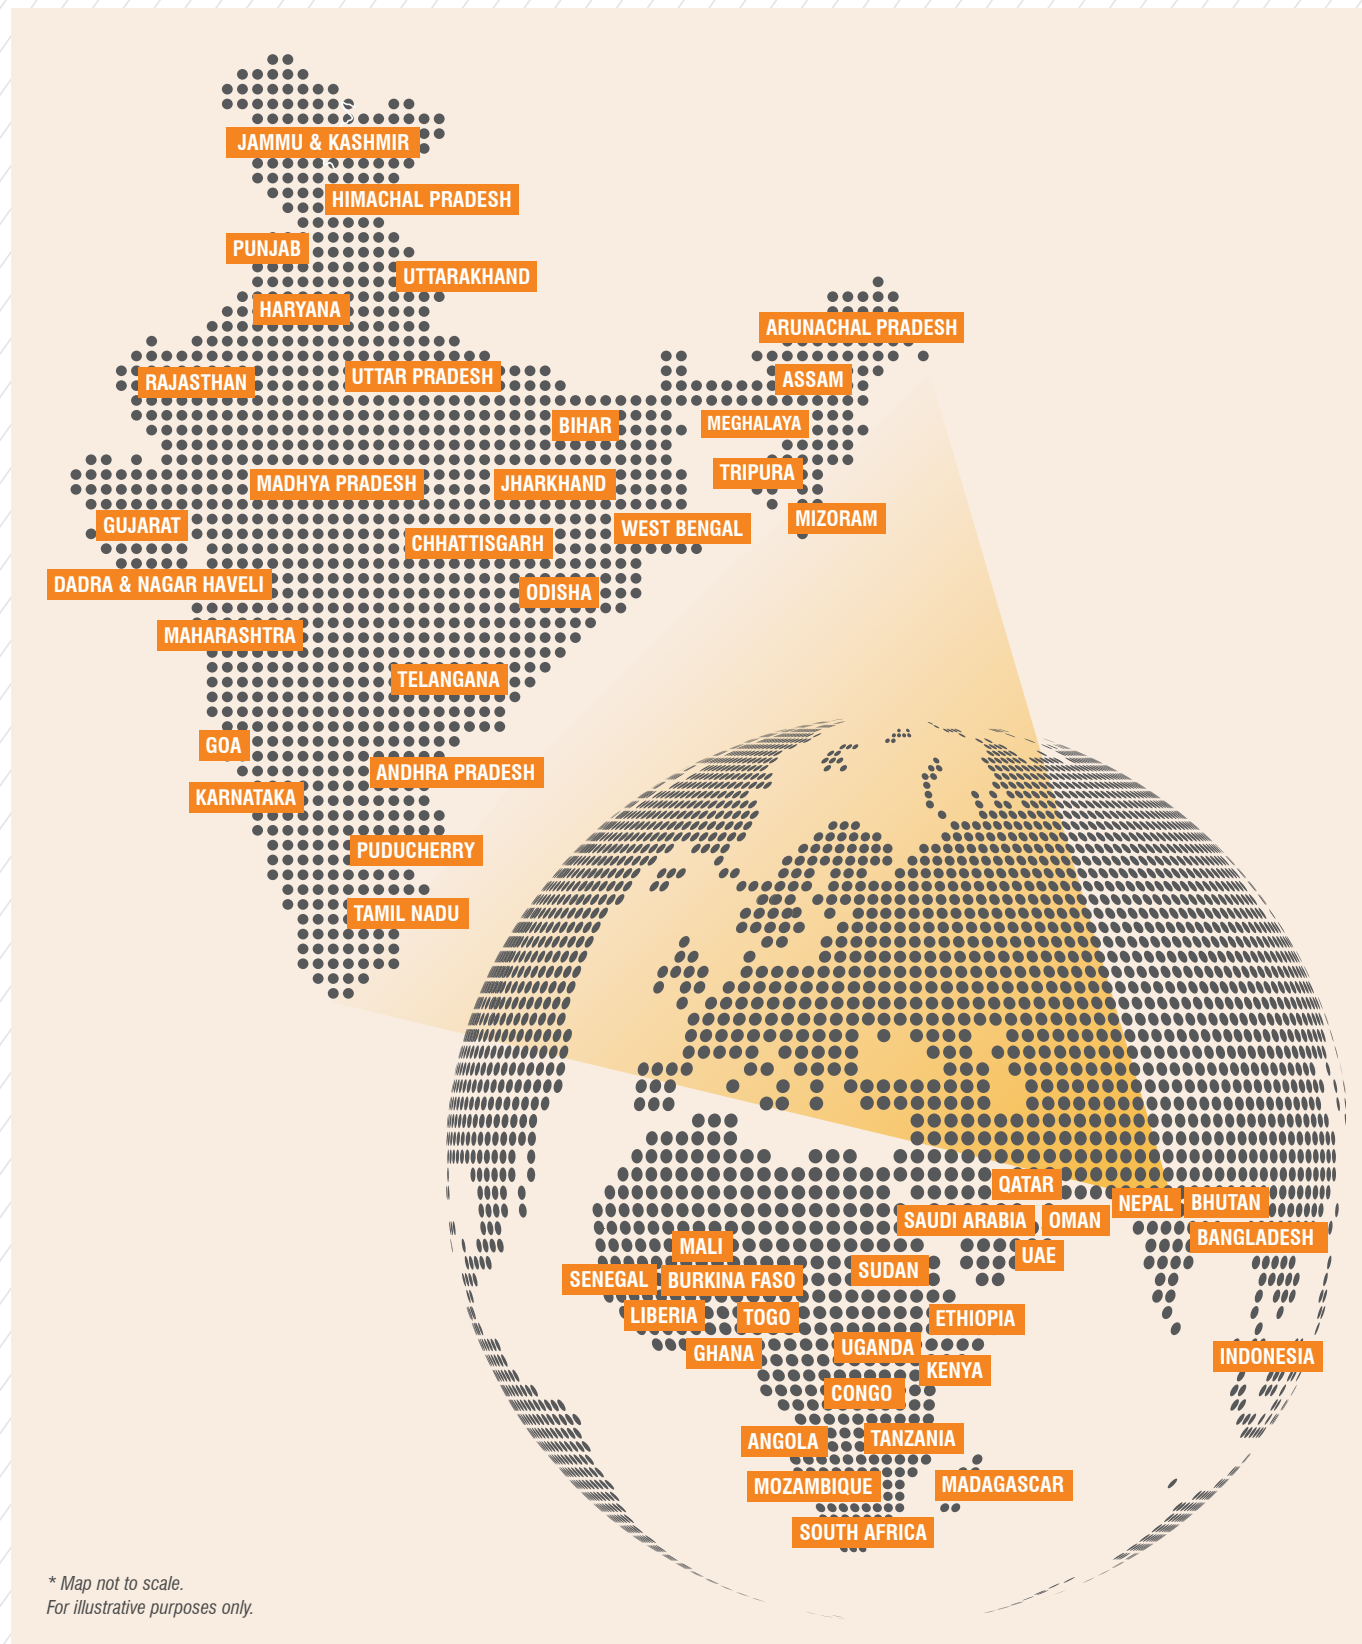 JAMMU & KASHMIR
HIMACHAL PRADESH
PUNJAB
UTTARAKHAND
HARYANA
ARUNACHAL PRADESH
RAJASTHAN
UTTAR PRADESH
ASSAM
BIHAR
MEGHALAYA
MADHYA PRADESH
JHARKHAND
TRIPURA
GUJARAT
WEST BENGAL
MIZORAM
CHHATTISGARH
DADRA & NAGAR HAVELI
ODISHA
MAHARASHTRA
TELANGANA
GOA
ANDHRA PRADESH
KARNATAKA
PUDUCHERRY
TAMIL NADU
QATAR
NEPAL
BHUTAN
SAUDI ARABIA
OMAN
BANGLADESH
MALI
UAE
SENEGAL
BURKINA FASO
SUDAN
LIBERIA
TOGO
ETHIOPIA
GHANA
UGANDA
INDONESIA
KENYA
CONGO
ANGOLA
TANZANIA
MOZAMBIQUE
MADAGASCAR
SOUTH AFRICA
* Map not to scale.
For illustrative purposes only.